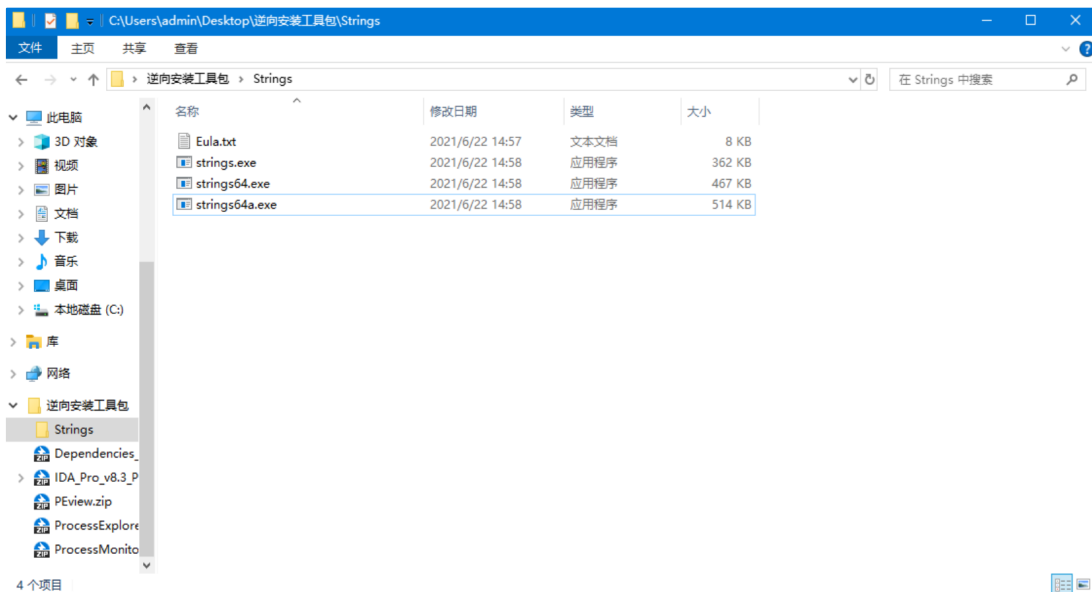 C:\Users\admin\Desktop\逆向安装工具包\Strings
文件 主页 共享 查看
逆向安装工具包 Strings
在 Strings 中搜索
名称 修改日期 类型 大小
Eula.txt 2021/6/22 14:57 文本文档 8 KB
strings.exe 2021/6/22 14:58 应用程序 362 KB
strings64.exe 2021/6/22 14:58 应用程序 467 KB
strings64a.exe 2021/6/22 14:58 应用程序 514 KB
此电脑
3D 对象
视频
图片
文档
下载
音乐
桌面
本地磁盘 (C:)
库
网络
逆向安装工具包
Strings
Dependencies_
IDA_Pro_v8.3_P
PEview.zip
ProcessExplore
ProcessMonito
4 个项目